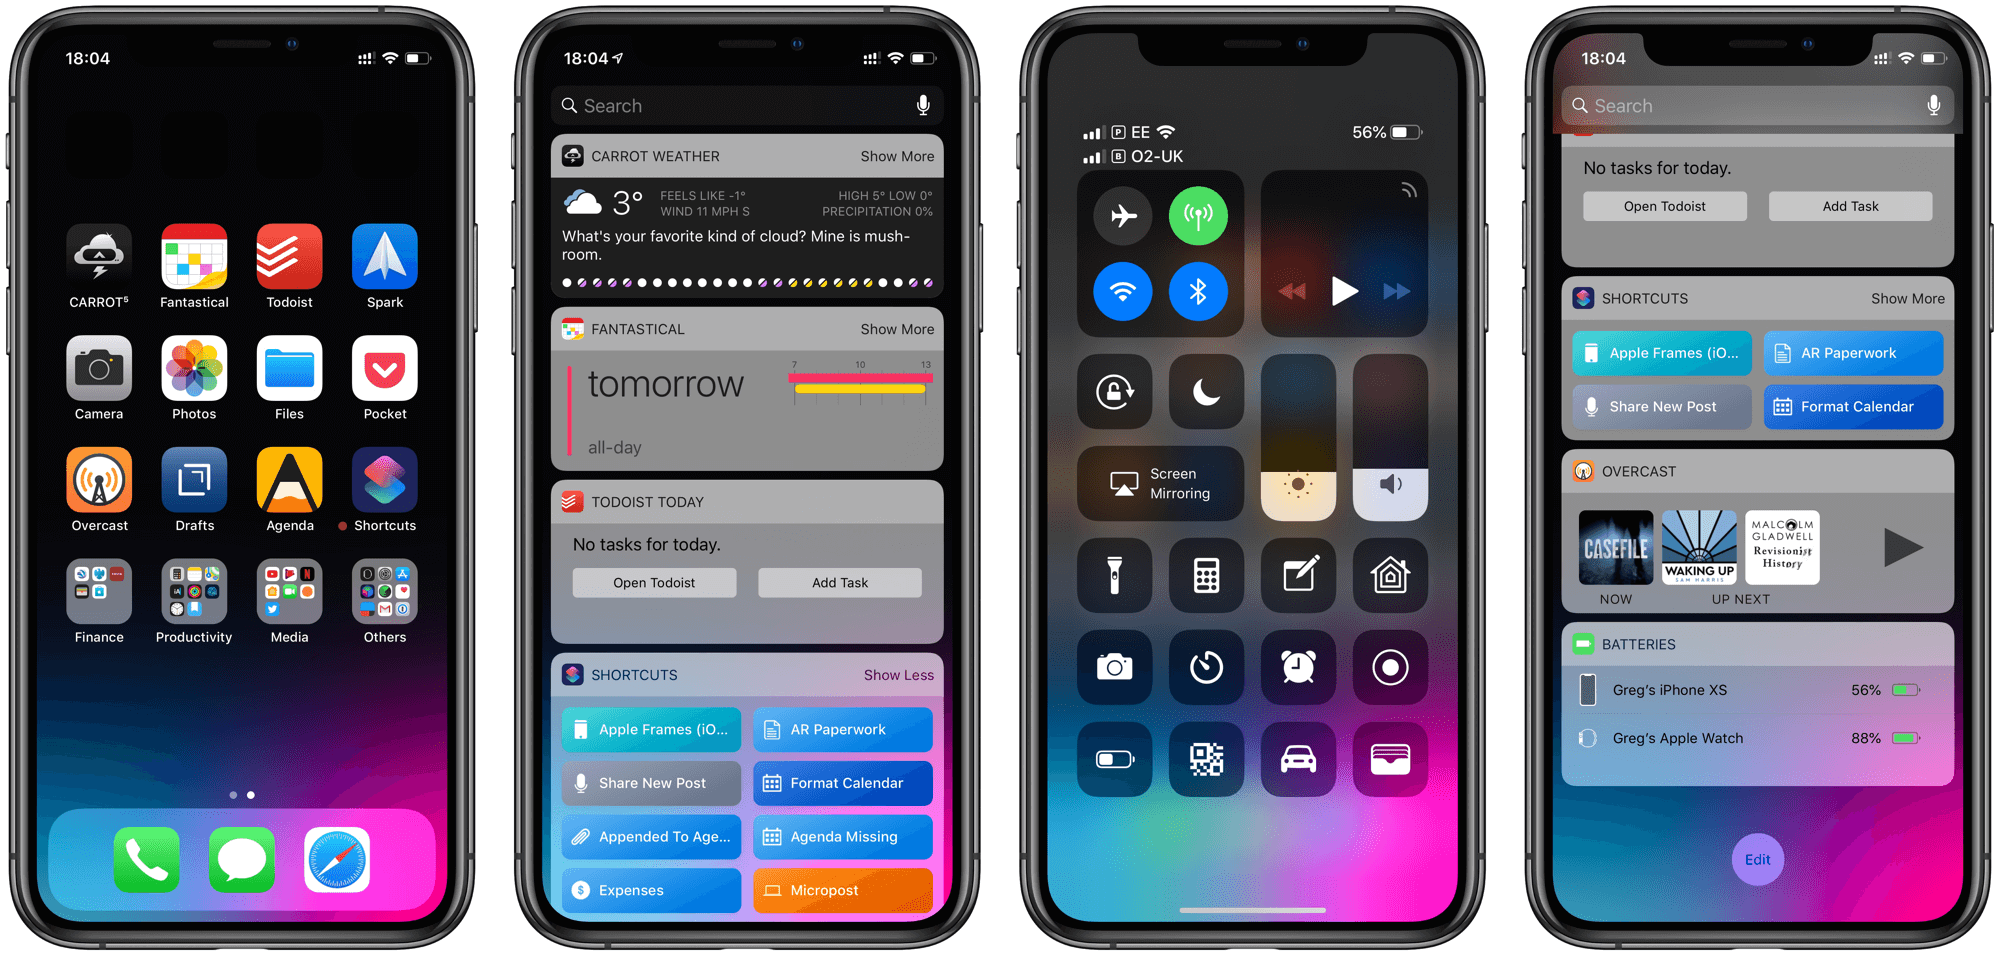 18:04
CARROT⁵ Fantastical Todoist Spark
Camera Photos Files Pocket
Overcast Drafts Agenda Shortcuts
Finance Productivity Media Others
18:04
Search
CARROT WEATHER Show More
3° FEELS LIKE -1° HIGH 5° LOW 0°
WIND 11 MPH S PRECIPITATION 0%
What's your favorite kind of cloud? Mine is mush-
room.
FANTASTICAL Show More
7 10 13
tomorrow
all-day
TODOIST TODAY
No tasks for today.
Open Todoist Add Task
SHORTCUTS Show Less
Apple Frames (iO... AR Paperwork
Share New Post Format Calendar
Appended To Age... Agenda Missing
Expenses Micropost
P EE 56%
B O2-UK
Screen
Mirroring
18:04
Search
No tasks for today.
Open Todoist Add Task
SHORTCUTS Show More
Apple Frames (iO... AR Paperwork
Share New Post Format Calendar
OVERCAST
CASEFILE
WAKING UP
SAM HARRIS
MALCOLM
GLADWELL
Revisionist
History
NOW UP NEXT
BATTERIES
Greg's iPhone XS 56%
Greg's Apple Watch 88%
Edit